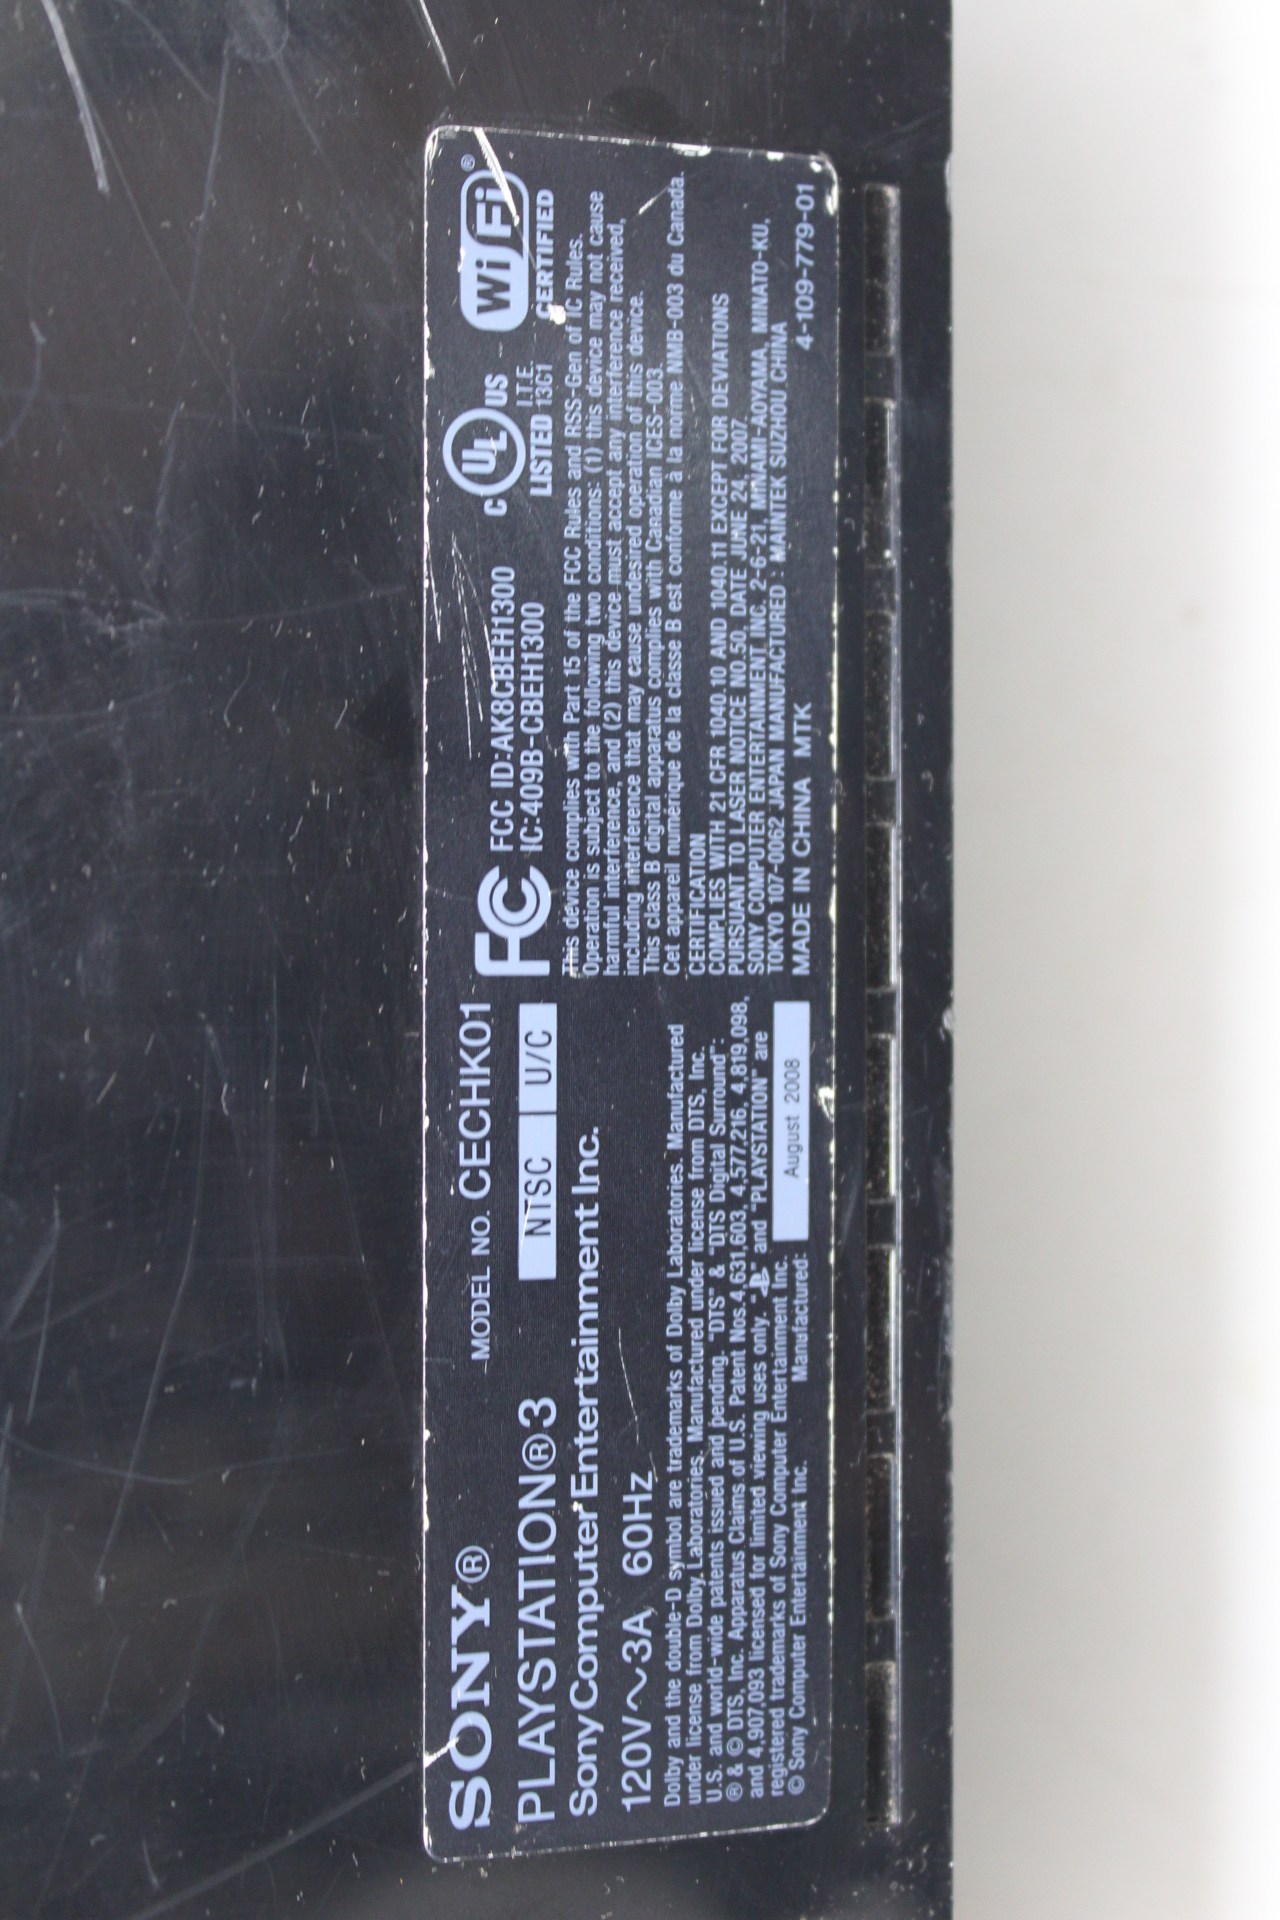 SONY®
MODEL NO. CECHK01
PLAYSTATION®3
NTSC U/C
Sony Computer Entertainment Inc.
120V～3A 60Hz
Dolby and the double-D symbol are trademarks of Dolby Laboratories. Manufactured
under license from Dolby Laboratories. Manufactured under license from DTS, Inc.
U.S. and world-wide patents issued and pending. "DTS" & "DTS Digital Surround":
® & © DTS, Inc. Apparatus Claims of U.S. Patent Nos.4,631,603, 4,577,216, 4,819,098,
and 4,907,093 licensed for limited viewing uses only. " " and "PLAYSTATION" are
registered trademarks of Sony Computer Entertainment Inc.
© Sony Computer Entertainment Inc.
Manufactured:
August 2008
FC FCC ID:AK8CBEH1300
IC:409B-CBEH1300
C UL US
LISTED I.T.E. 13G1
Wi Fi ®
CERTIFIED
This device complies with Part 15 of the FCC Rules and RSS-Gen of IC Rules.
Operation is subject to the following two conditions: (1) this device may not cause
harmful interference, and (2) this device must accept any interference received,
including interference that may cause undesired operation of this device.
This class B digital apparatus complies with Canadian ICES-003.
Cet appareil numérique de la classe B est conforme à la norme NMB-003 du Canada.
CERTIFICATION
COMPLIES WITH 21 CFR 1040.10 AND 1040.11 EXCEPT FOR DEVIATIONS
PURSUANT TO LASER NOTICE NO.50, DATE JUNE 24, 2007.
SONY COMPUTER ENTERTAINMENT INC. 2-6-21, MINAMI-AOYAMA, MINATO-KU,
TOKYO 107-0062 JAPAN MANUFACTURED : MAINTEK SUZHOU CHINA
MADE IN CHINA MTK
4-109-779-01